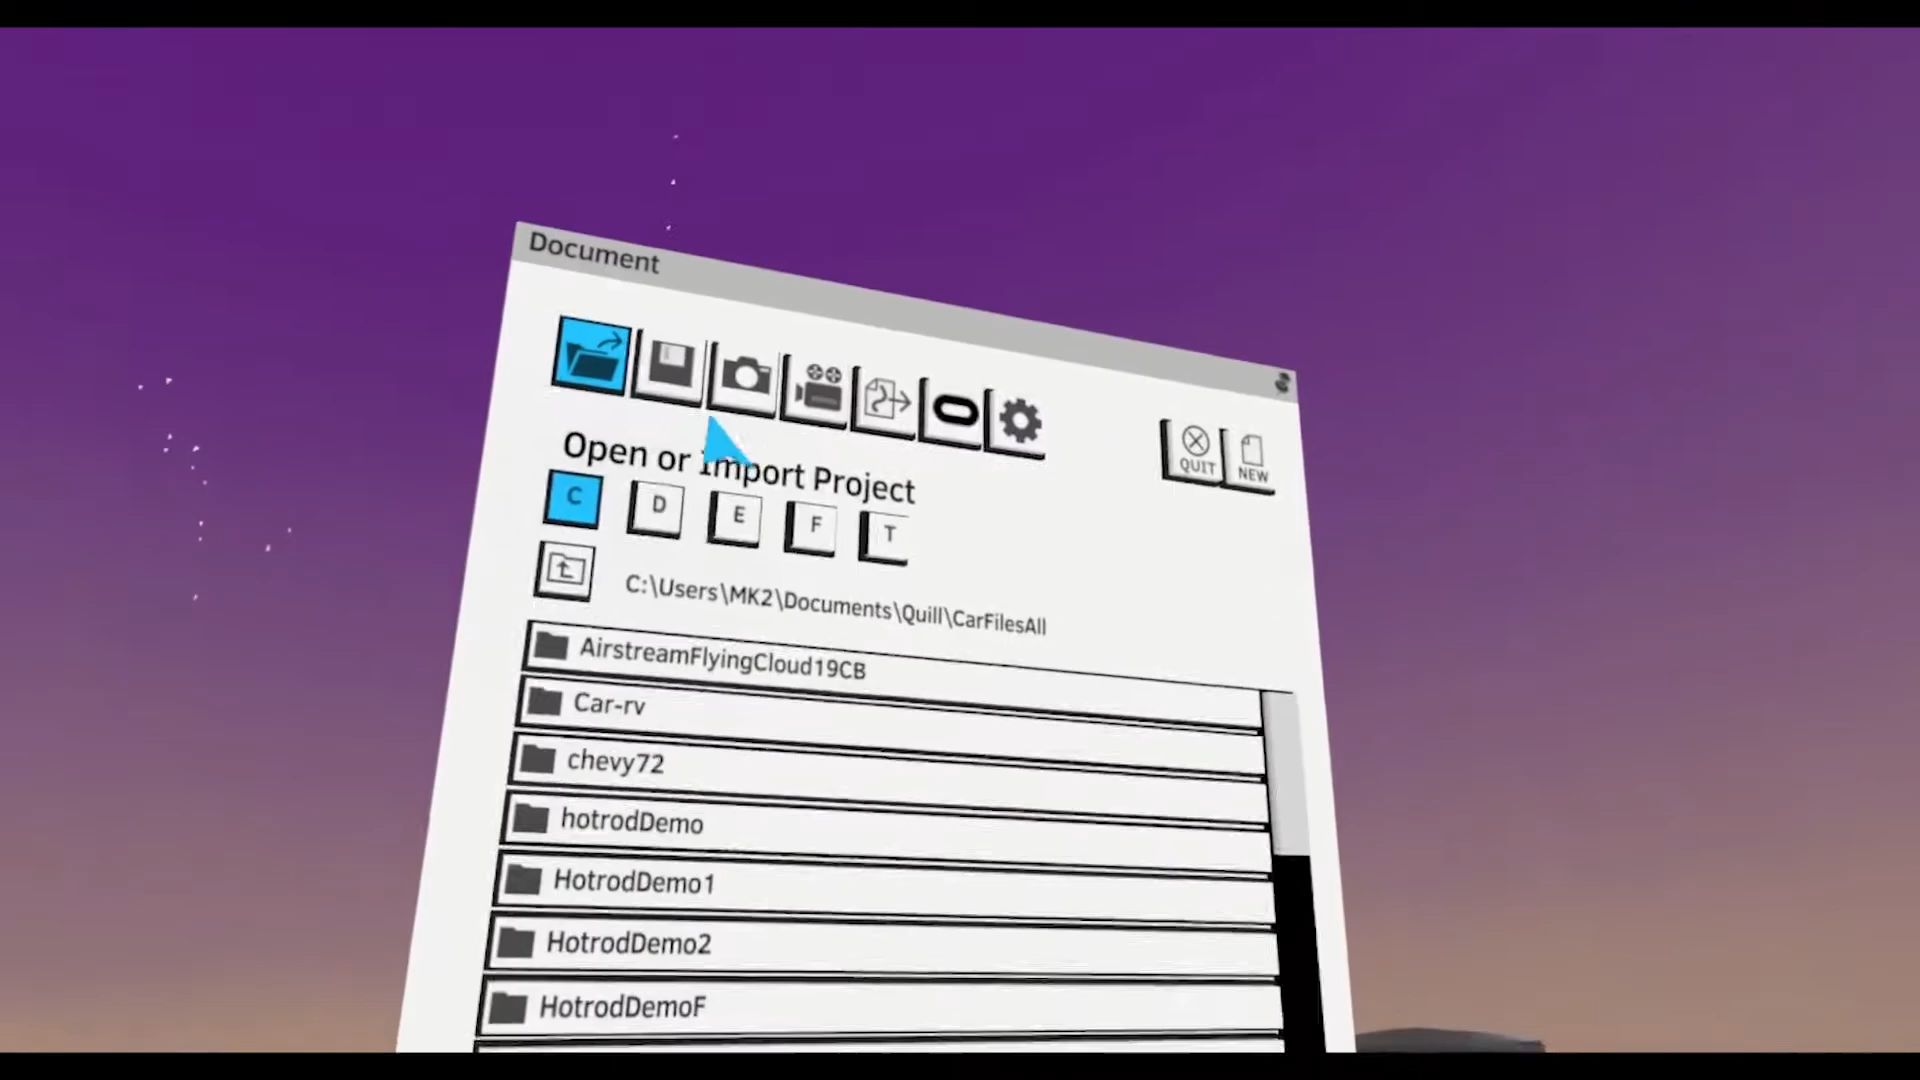 Document
QUIT
NEW
Open or Import Project
C D E F T
C:\Users\MK2\Documents\Quill\CarFilesAll
AirstreamFlyingCloud19CB
Car-rv
chevy72
hotrodDemo
HotrodDemo1
HotrodDemo2
HotrodDemoF